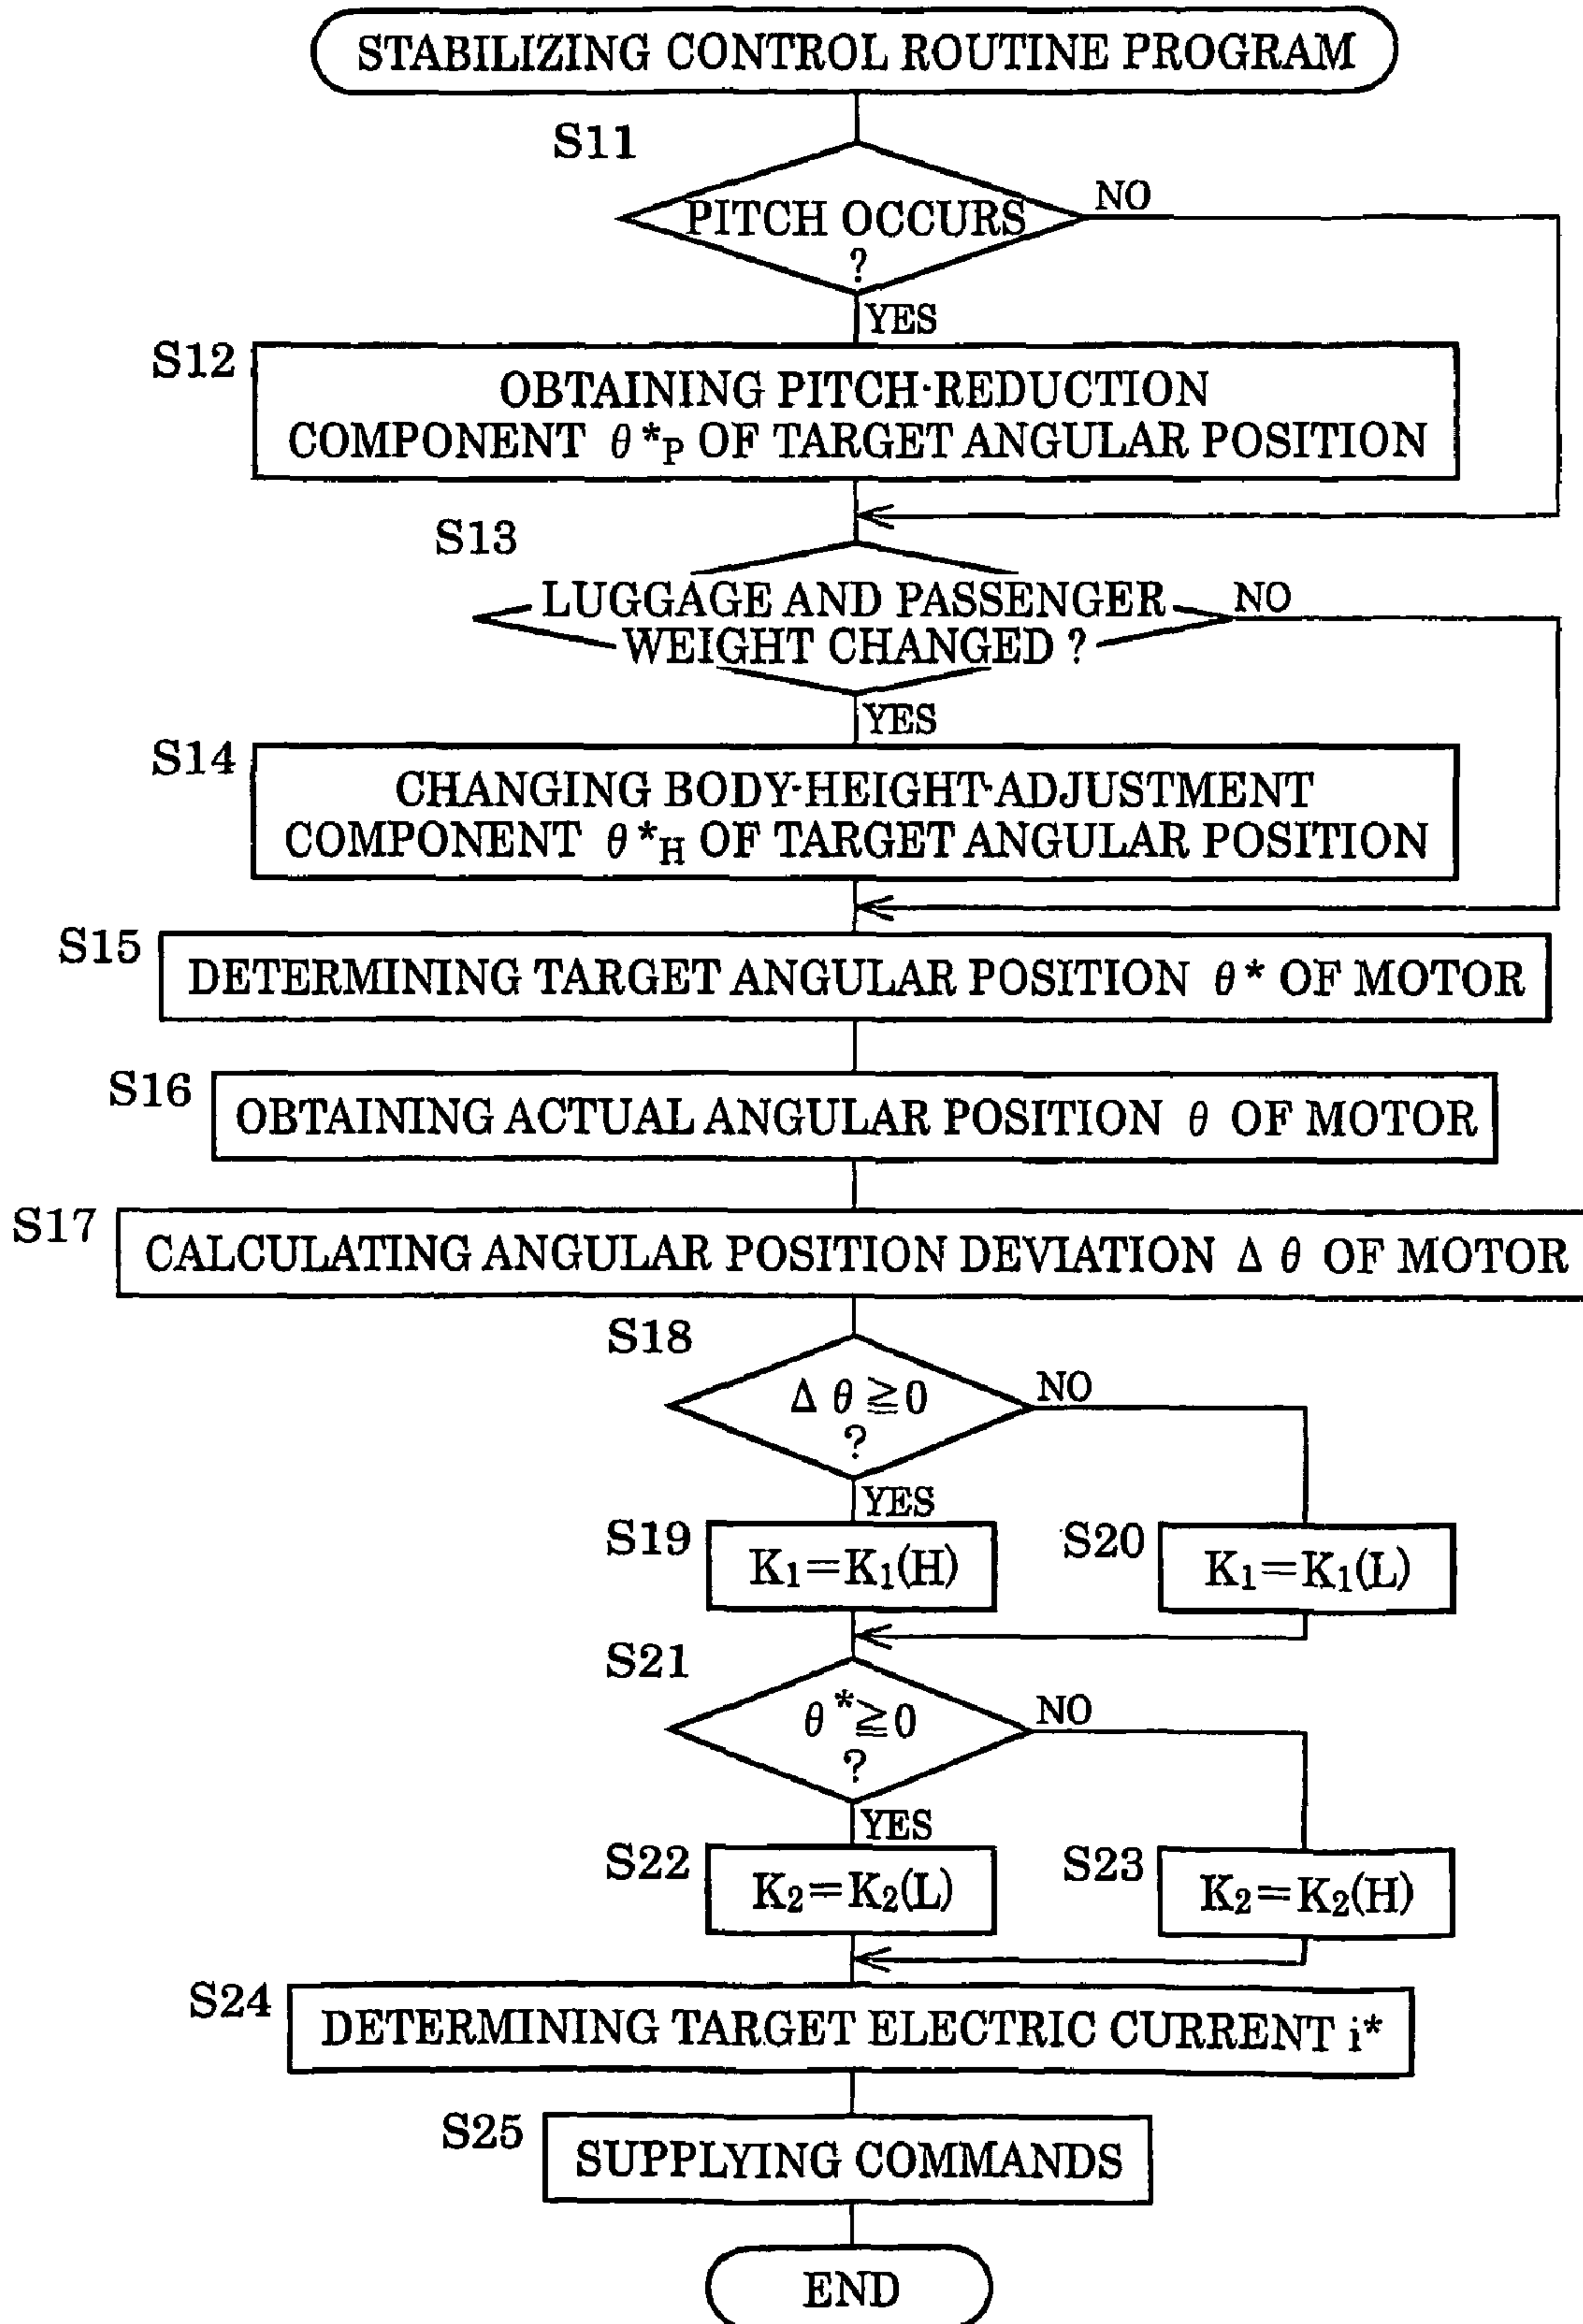 STABILIZING CONTROL ROUTINE PROGRAM
S11
PITCH OCCURS
?
NO
YES
S12
OBTAINING PITCH-REDUCTION
COMPONENT θ*P OF TARGET ANGULAR POSITION
S13
LUGGAGE AND PASSENGER
WEIGHT CHANGED ?
NO
YES
S14
CHANGING BODY-HEIGHT-ADJUSTMENT
COMPONENT θ*H OF TARGET ANGULAR POSITION
S15
DETERMINING TARGET ANGULAR POSITION θ* OF MOTOR
S16
OBTAINING ACTUAL ANGULAR POSITION θ OF MOTOR
S17
CALCULATING ANGULAR POSITION DEVIATION Δ θ OF MOTOR
S18
Δ θ ≧ 0
?
NO
YES
S19
K1=K1(H)
S20
K1=K1(L)
S21
θ* ≧ 0
?
NO
YES
S22
K2=K2(L)
S23
K2=K2(H)
S24
DETERMINING TARGET ELECTRIC CURRENT i*
S25
SUPPLYING COMMANDS
END